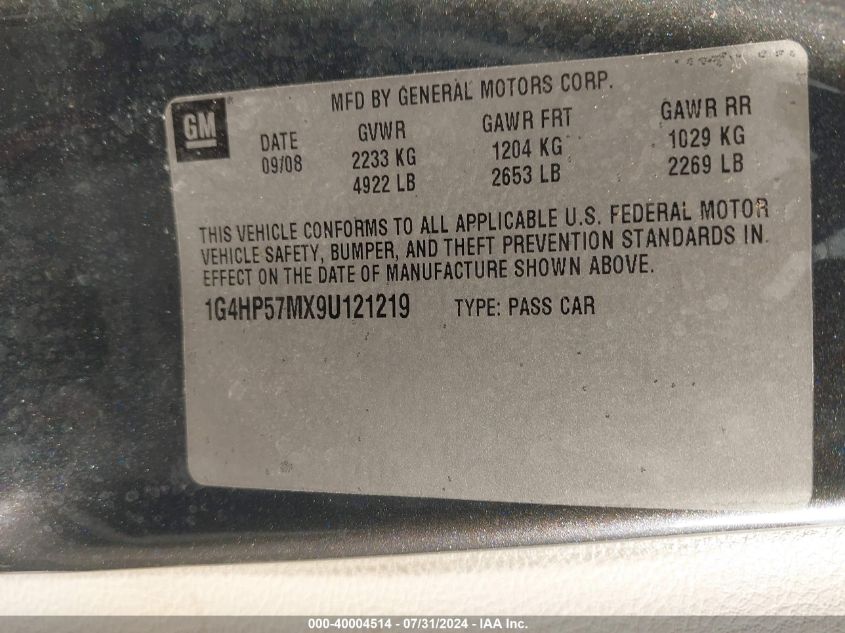 MFD BY GENERAL MOTORS CORP.
GM
DATE GVWR GAWR FRT GAWR RR
09/08 2233 KG 1204 KG 1029 KG
4922 LB 2653 LB 2269 LB
THIS VEHICLE CONFORMS TO ALL APPLICABLE U.S. FEDERAL MOTOR
VEHICLE SAFETY, BUMPER, AND THEFT PREVENTION STANDARDS IN
EFFECT ON THE DATE OF MANUFACTURE SHOWN ABOVE.
1G4HP57MX9U121219 TYPE: PASS CAR
000-40004514 - 07/31/2024 - IAA Inc.